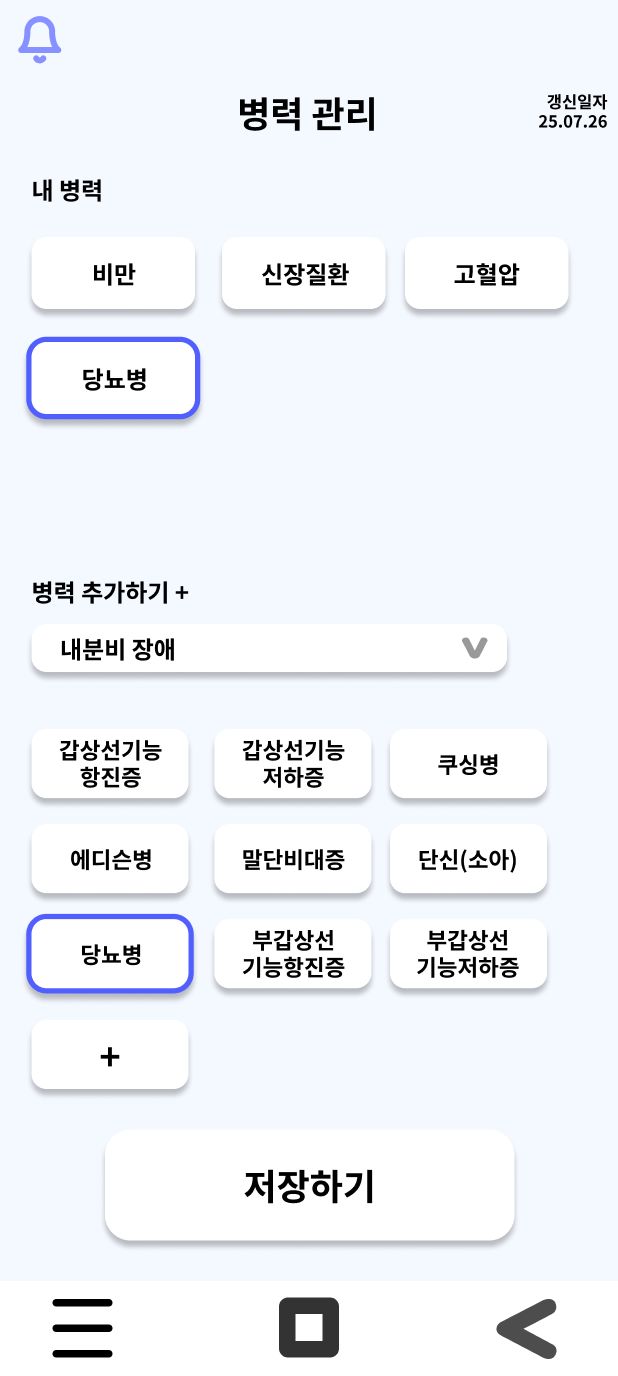 병력 관리
갱신일자
25.07.26
내 병력
비만
신장질환
고혈압
당뇨병
병력 추가하기 +
내분비 장애
갑상선기능
항진증
갑상선기능
저하증
쿠싱병
에디슨병
말단비대증
단신(소아)
당뇨병
부갑상선
기능항진증
부갑상선
기능저하증
+
저장하기